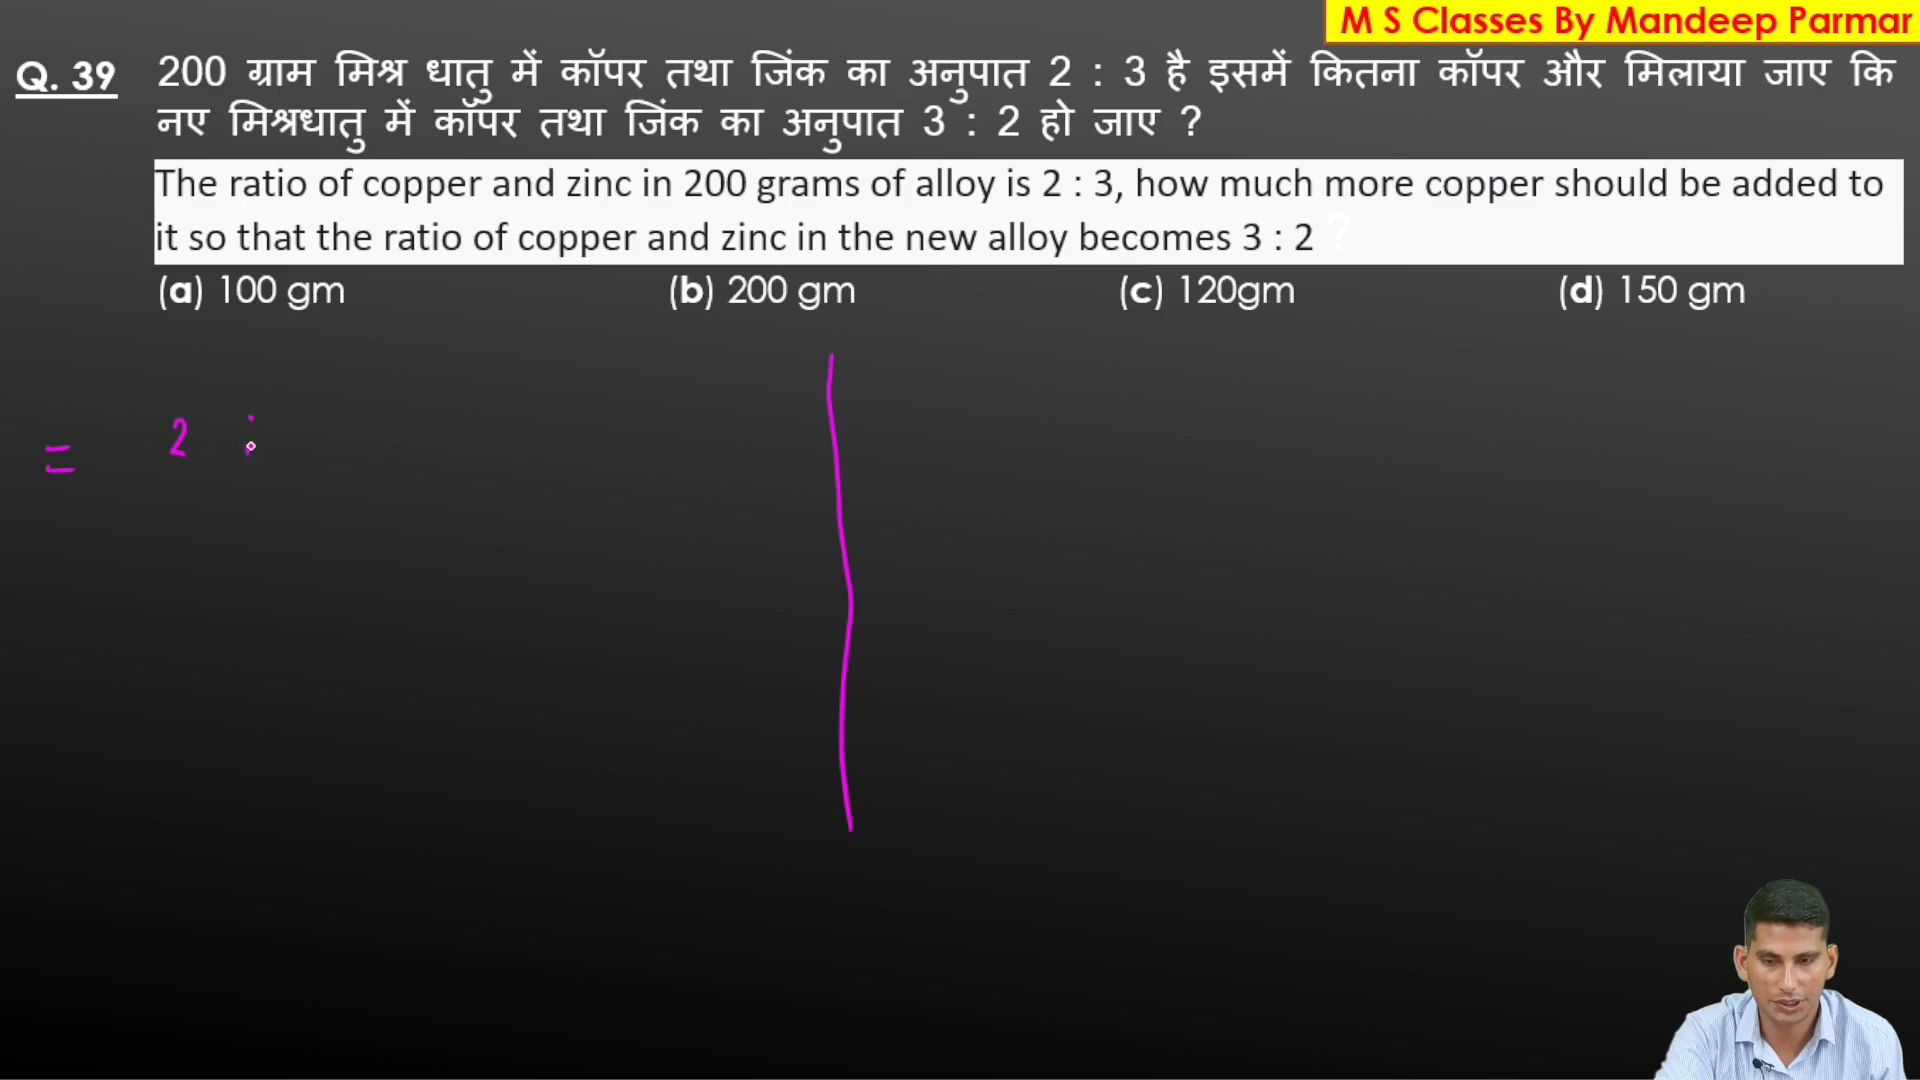 M S Classes By Mandeep Parmar
Q. 39 200 ग्राम मिश्र धातु में कॉपर तथा जिंक का अनुपात 2 : 3 है इसमें कितना कॉपर और मिलाया जाए कि
नए मिश्रधातु में कॉपर तथा जिंक का अनुपात 3 : 2 हो जाए ?
The ratio of copper and zinc in 200 grams of alloy is 2 : 3, how much more copper should be added to
it so that the ratio of copper and zinc in the new alloy becomes 3 : 2 ?
(a) 100 gm (b) 200 gm (c) 120gm (d) 150 gm
= 2 :